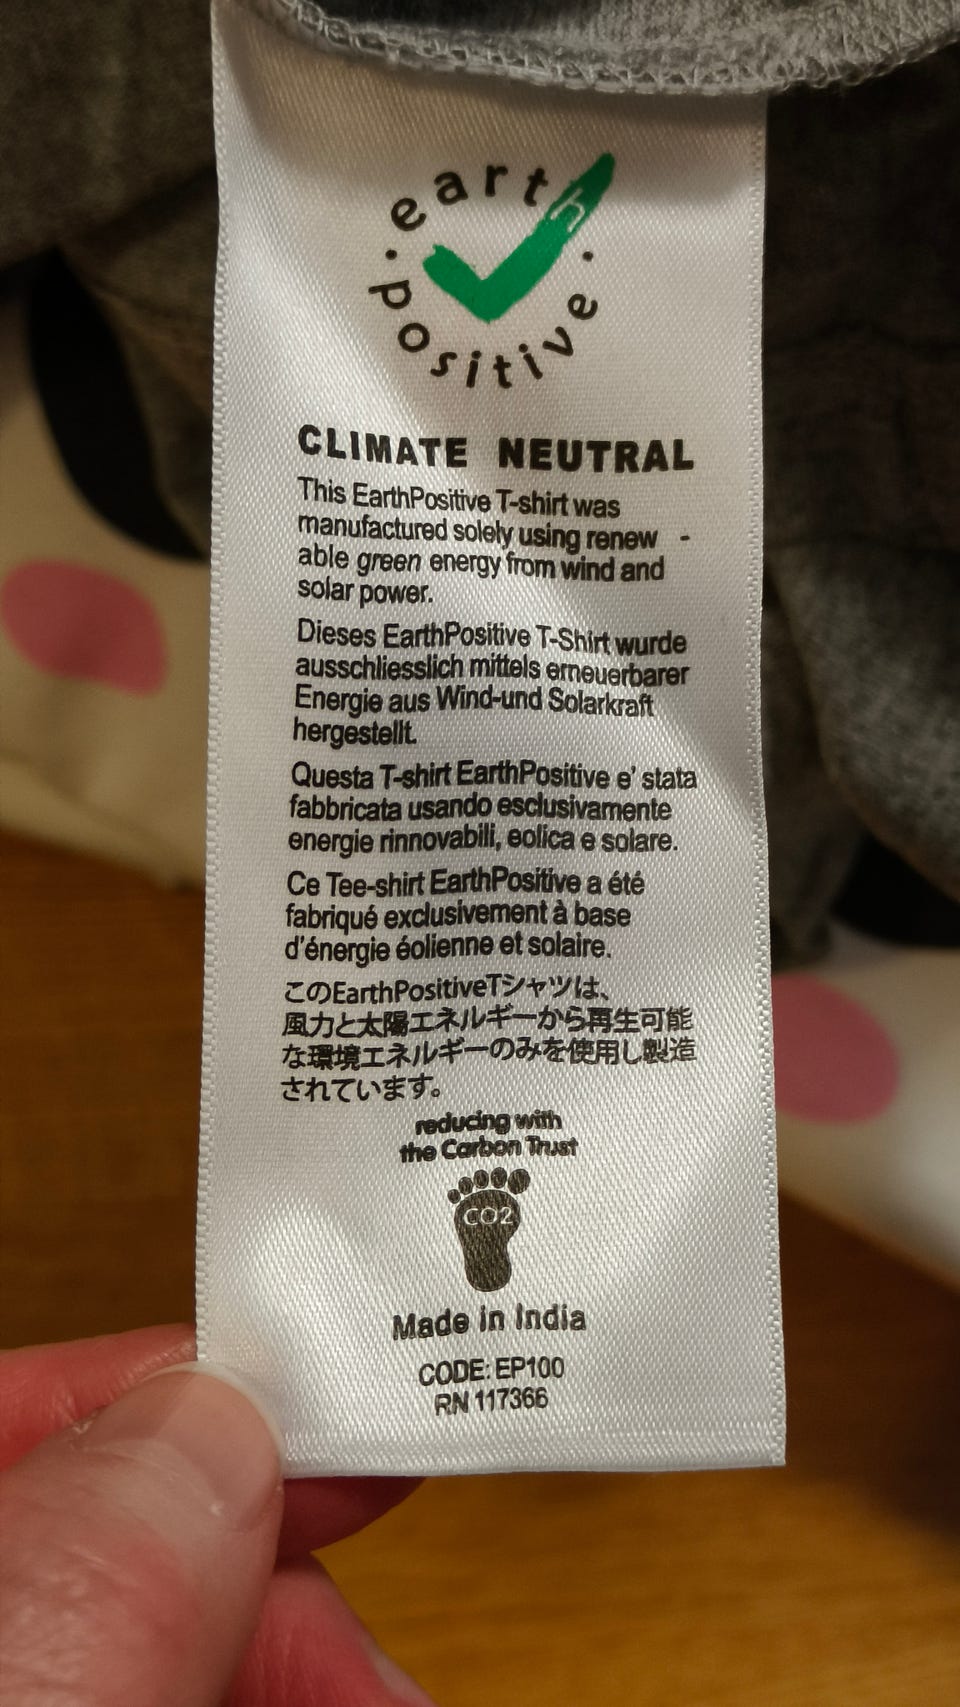 earth
positive
CLIMATE NEUTRAL
This EarthPositive T-shirt was
manufactured solely using renew -
able green energy from wind and
solar power.
Dieses EarthPositive T-Shirt wurde
ausschliesslich mittels erneuerbarer
Energie aus Wind-und Solarkraft
hergestellt.
Questa T-shirt EarthPositive e' stata
fabbricata usando esclusivamente
energie rinnovabili, eolica e solare.
Ce Tee-shirt EarthPositive a été
fabriqué exclusivement à base
d'énergie éolienne et solaire.
このEarthPositiveTシャツは、
風力と太陽エネルギーから再生可能
な環境エネルギーのみを使用し製造
されています。
reducing with
the Carbon Trust
CO2
Made in India
CODE: EP100
RN 117366